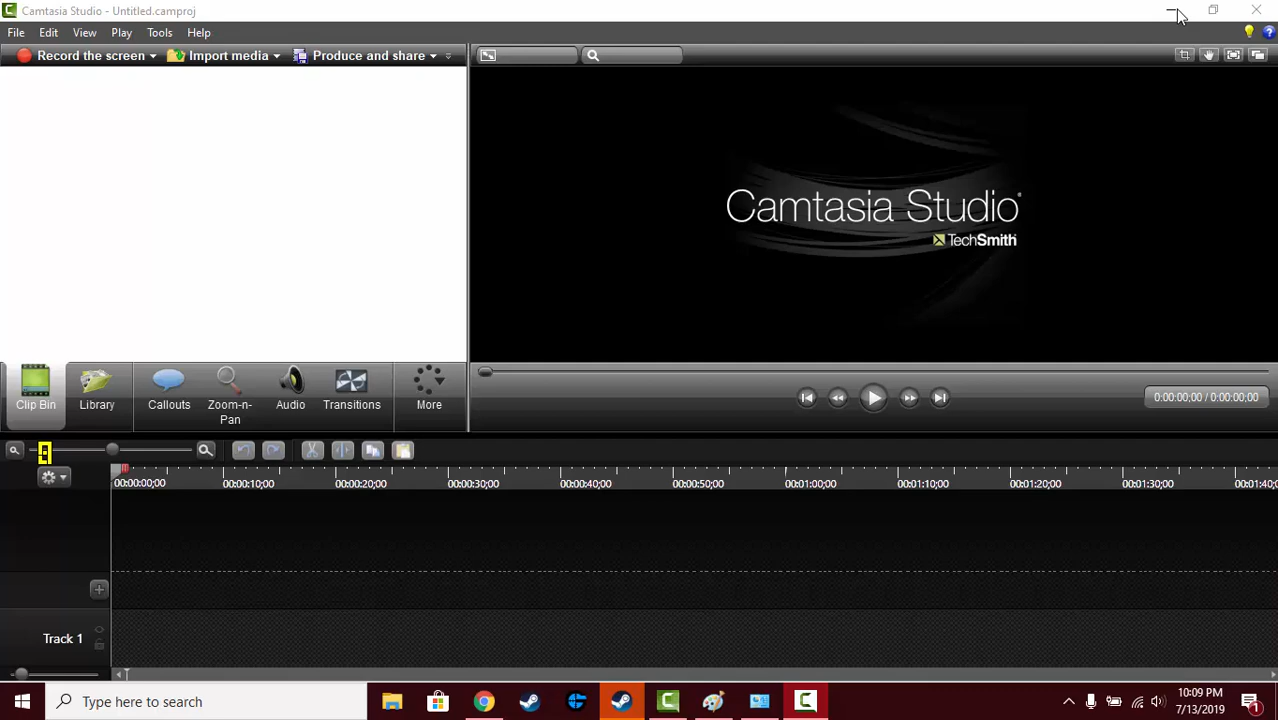 Camtasia Studio - Untitled.camproj
File Edit View Play Tools Help
Record the screen Import media Produce and share
Camtasia Studio®
TechSmith
Clip Bin Library Callouts Zoom-n-Pan Audio Transitions More
0:00:00;00 / 0:00:00;00
00:00:00;00 00:00:10;00 00:00:20;00 00:00:30;00 00:00:40;00 00:00:50;00 00:01:00;00 00:01:10;00 00:01:20;00 00:01:30;00 00:01:40;
Track 1
Type here to search
10:09 PM
7/13/2019
1